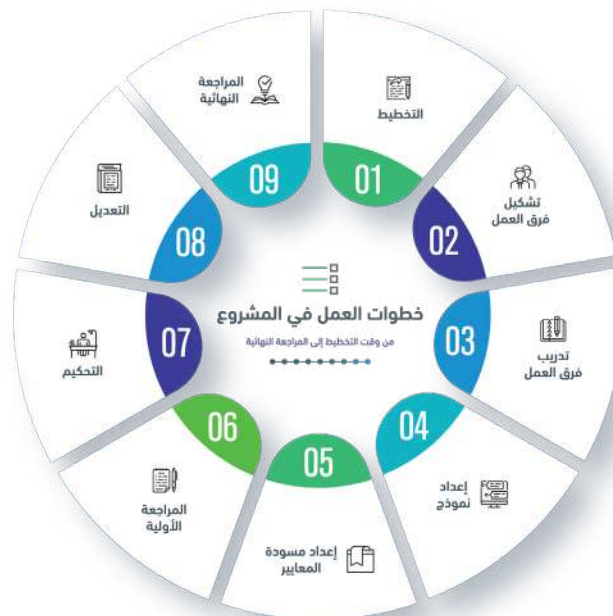 خطوات العمل في المشروع
من وقت التخطيط إلى المراجعة النهائية
01
التخطيط
02
تشكيل
فرق العمل
03
تدريب
فرق العمل
04
إعداد
نموذج
05
إعداد مسودة
المعايير
06
المراجعة
الأولية
07
التحكيم
08
التعديل
09
المراجعة
النهائية